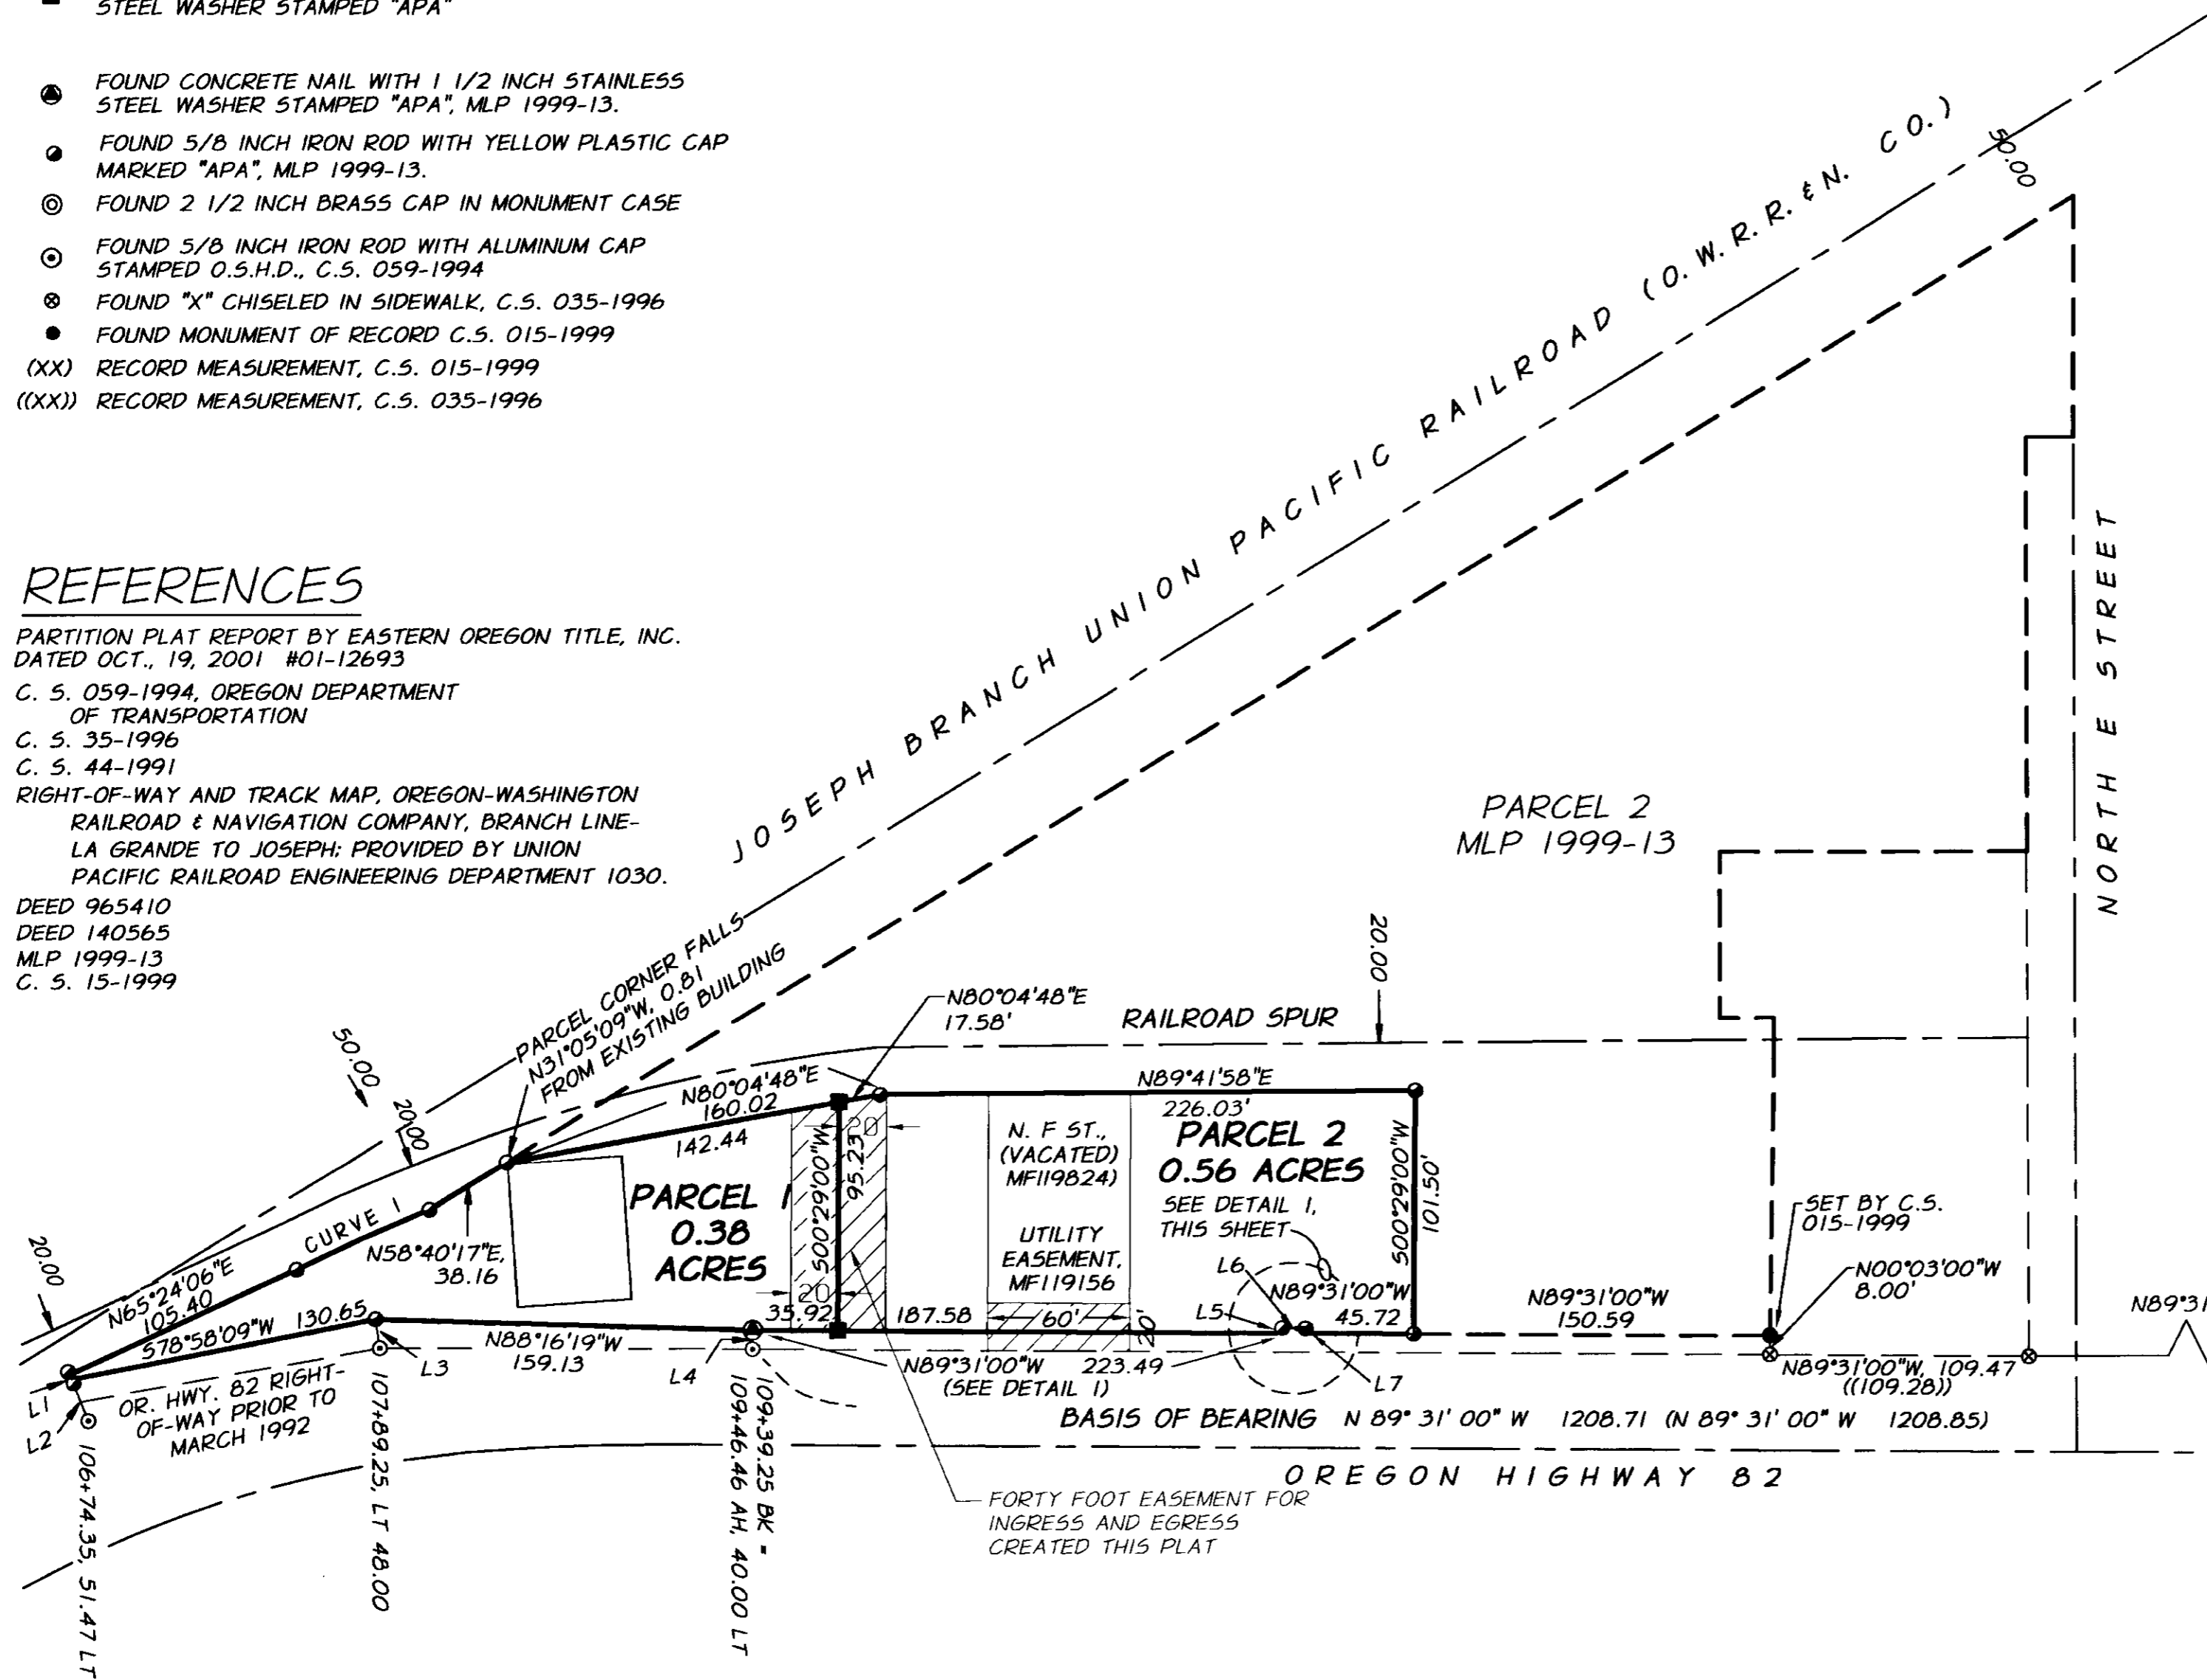 STEEL WASHER STAMPED "APA"
FOUND CONCRETE NAIL WITH 1 1/2 INCH STAINLESS
STEEL WASHER STAMPED "APA", MLP 1999-13.
FOUND 5/8 INCH IRON ROD WITH YELLOW PLASTIC CAP
MARKED "APA", MLP 1999-13.
FOUND 2 1/2 INCH BRASS CAP IN MONUMENT CASE
FOUND 5/8 INCH IRON ROD WITH ALUMINUM CAP
STAMPED O.S.H.D., C.S. 059-1994
FOUND "X" CHISELED IN SIDEWALK, C.S. 035-1996
FOUND MONUMENT OF RECORD C.S. 015-1999
(XX) RECORD MEASUREMENT, C.S. 015-1999
((XX)) RECORD MEASUREMENT, C.S. 035-1996
REFERENCES
PARTITION PLAT REPORT BY EASTERN OREGON TITLE, INC.
DATED OCT., 19, 2001 #01-12693
C. S. 059-1994, OREGON DEPARTMENT
OF TRANSPORTATION
C. S. 35-1996
C. S. 44-1991
RIGHT-OF-WAY AND TRACK MAP, OREGON-WASHINGTON
RAILROAD & NAVIGATION COMPANY, BRANCH LINE-
LA GRANDE TO JOSEPH; PROVIDED BY UNION
PACIFIC RAILROAD ENGINEERING DEPARTMENT 1030.
DEED 965410
DEED 140565
MLP 1999-13
C. S. 15-1999
JOSEPH BRANCH UNION PACIFIC RAILROAD (O.W.R.R. & N. CO.)
50.00
NORTH E STREET
PARCEL 2
MLP 1999-13
PARCEL CORNER FALLS
N31°05'09"W, 0.81
FROM EXISTING BUILDING
N80°04'48"E
17.58'
RAILROAD SPUR
20.00
50.00
20.00
20.00
N80°04'48"E
160.02
142.44
N89°41'58"E
226.03'
CURVE 1
N58°40'17"E,
38.16
N65°24'06"E
105.40
S78°58'09"W 130.65
PARCEL 1
0.38
ACRES
S00°29'00"W
95.23
20
20
35.92
N. F ST.,
(VACATED)
MF119824)
UTILITY
EASEMENT,
MF119156
60'
20'
PARCEL 2
0.56 ACRES
SEE DETAIL 1,
THIS SHEET
S00°29'00"W
101.50'
L6
L5
L7
N89°31'00"W
45.72
187.58
N89°31'00"W
150.59
SET BY C.S.
015-1999
N00°03'00"W
8.00'
N89°31
N88°16'19"W
159.13
L3
L4
L1
L2
OR. HWY. 82 RIGHT-
OF-WAY PRIOR TO
MARCH 1992
N89°31'00"W 223.49
(SEE DETAIL 1)
N89°31'00"W, 109.47
((109.28))
BASIS OF BEARING N 89° 31' 00" W 1208.71 (N 89° 31' 00" W 1208.85)
OREGON HIGHWAY 82
FORTY FOOT EASEMENT FOR
INGRESS AND EGRESS
CREATED THIS PLAT
106+74.35, 51.47 LT
107+89.25, LT 48.00
109+39.25 BK =
109+46.46 AH, 40.00 LT